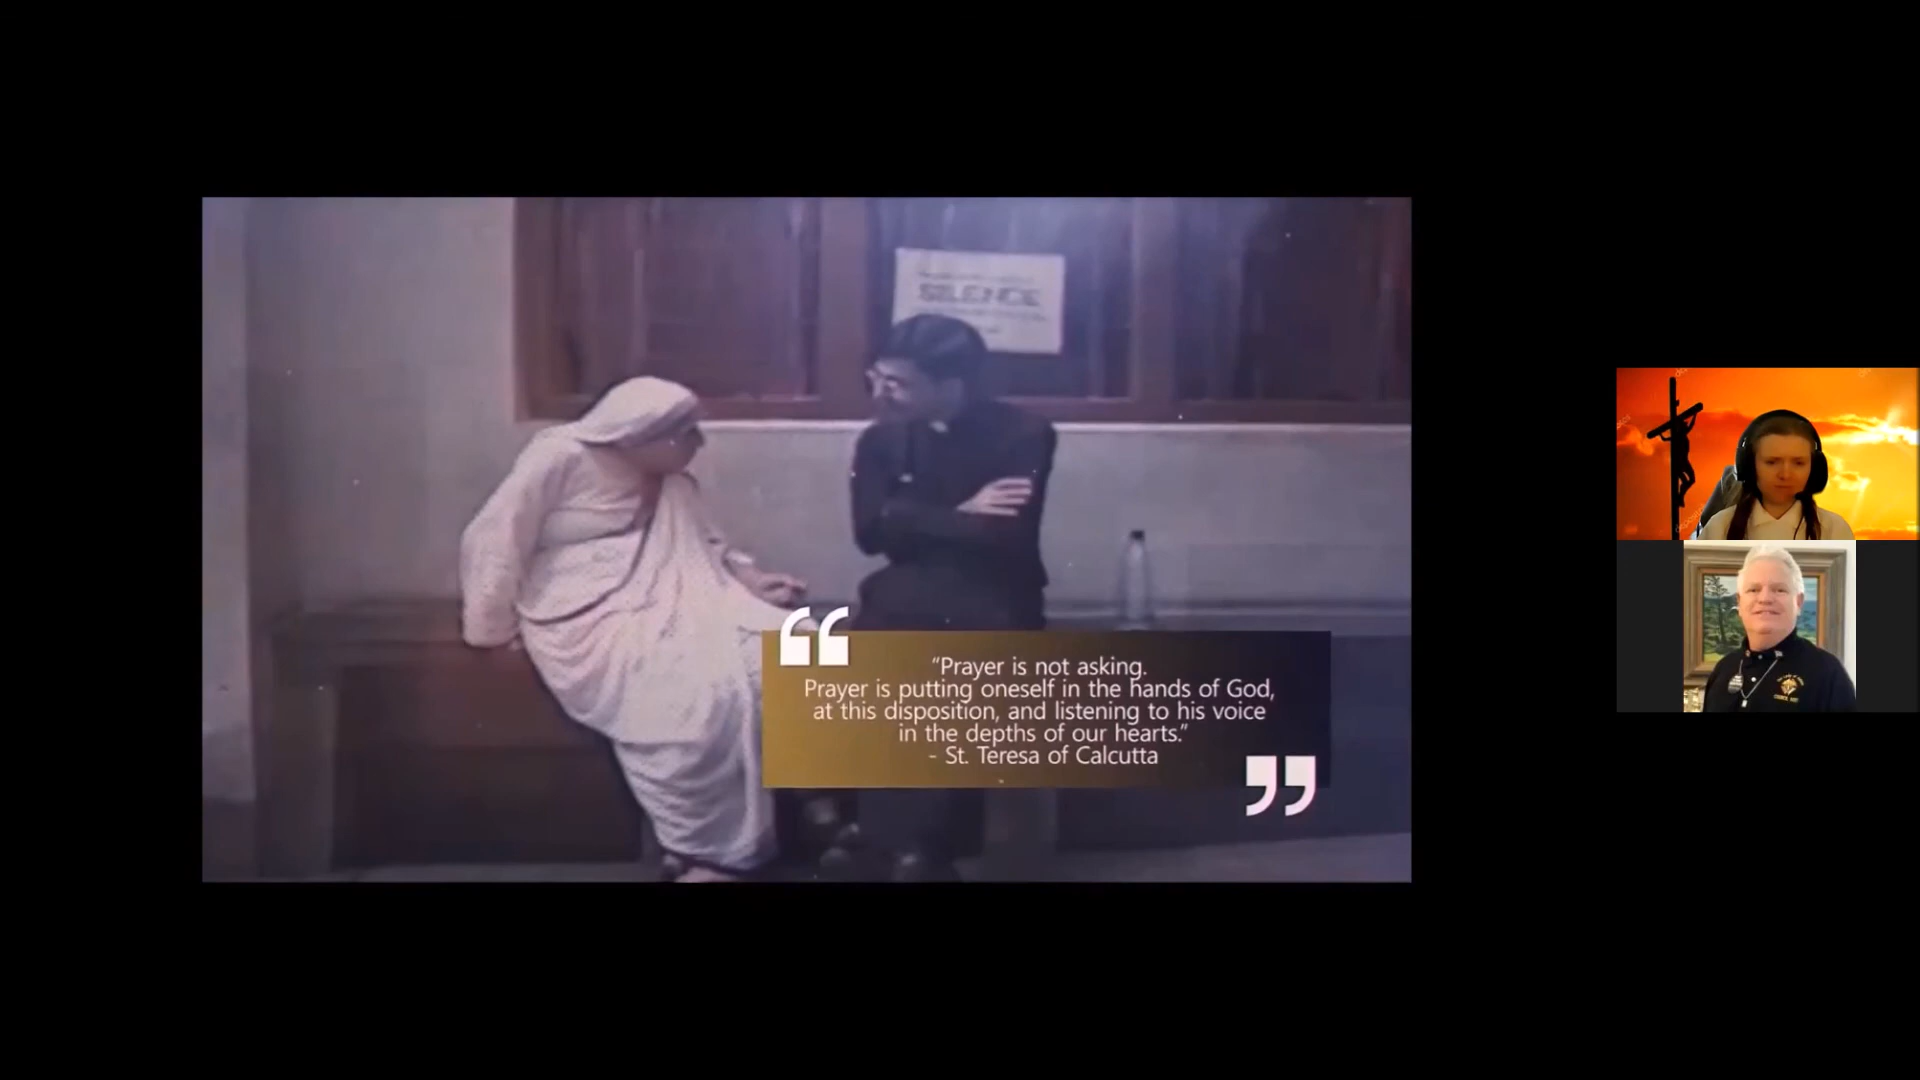 SILENCE
“Prayer is not asking.
Prayer is putting oneself in the hands of God,
at this disposition, and listening to his voice
in the depths of our hearts.”
- St. Teresa of Calcutta